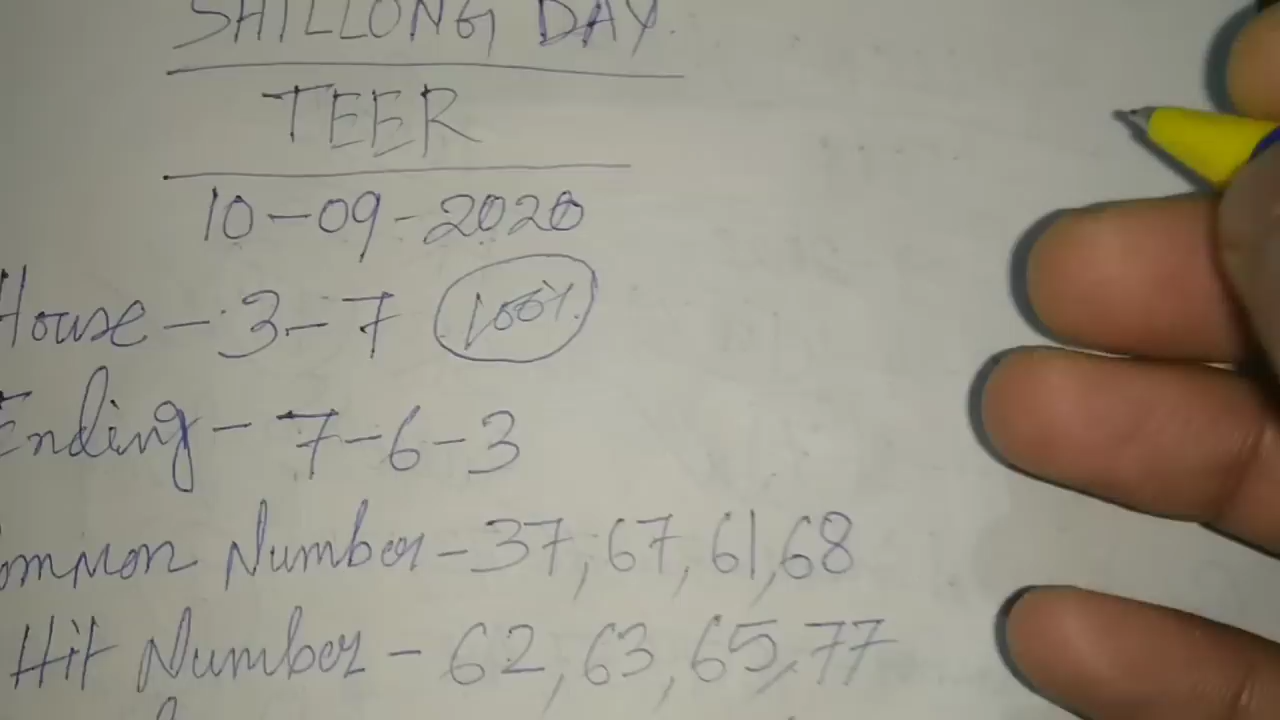 SHILLONG DAY.
TEER
10-09-2020
House - 3 - 7 100%
Ending - 7 - 6 - 3
Common Number - 37, 67, 61, 68
Hit Number - 62, 63, 65, 77